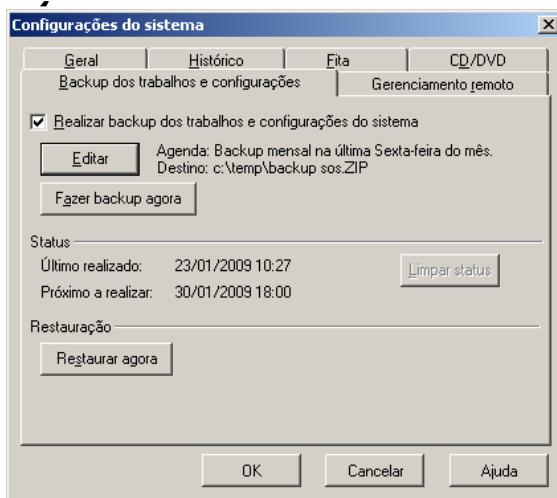 Configurações do sistema
Geral Histórico Fita CD/DVD
Backup dos trabalhos e configurações Gerenciamento remoto
Realizar backup dos trabalhos e configurações do sistema
Editar
Agenda: Backup mensal na última Sexta-feira do mês.
Destino: c:\temp\backup sos.ZIP
Fazer backup agora
Status
Último realizado: 23/01/2009 10:27
Limpar status
Próximo a realizar: 30/01/2009 18:00
Restauração
Restaurar agora
OK Cancelar Ajuda